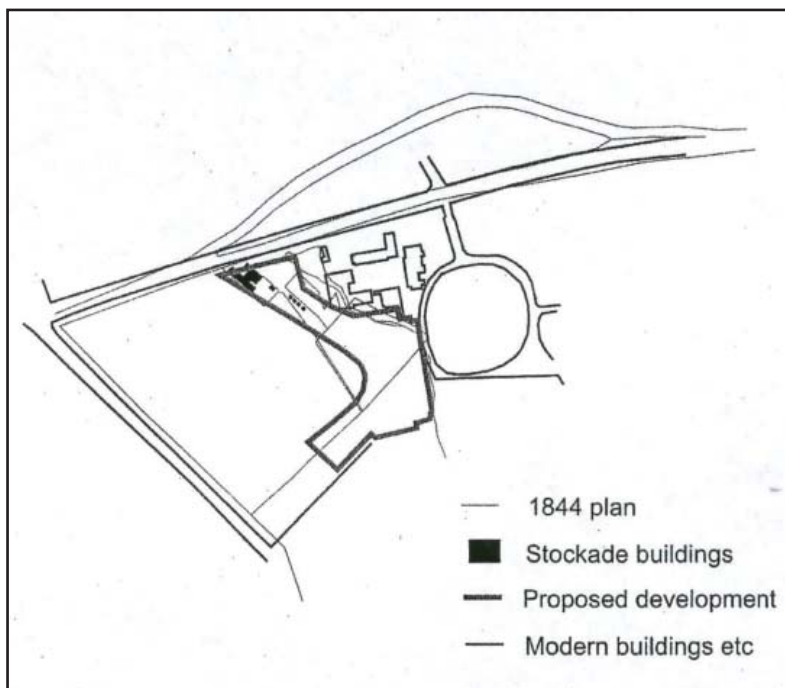 1844 plan
Stockade buildings
Proposed development
Modern buildings etc